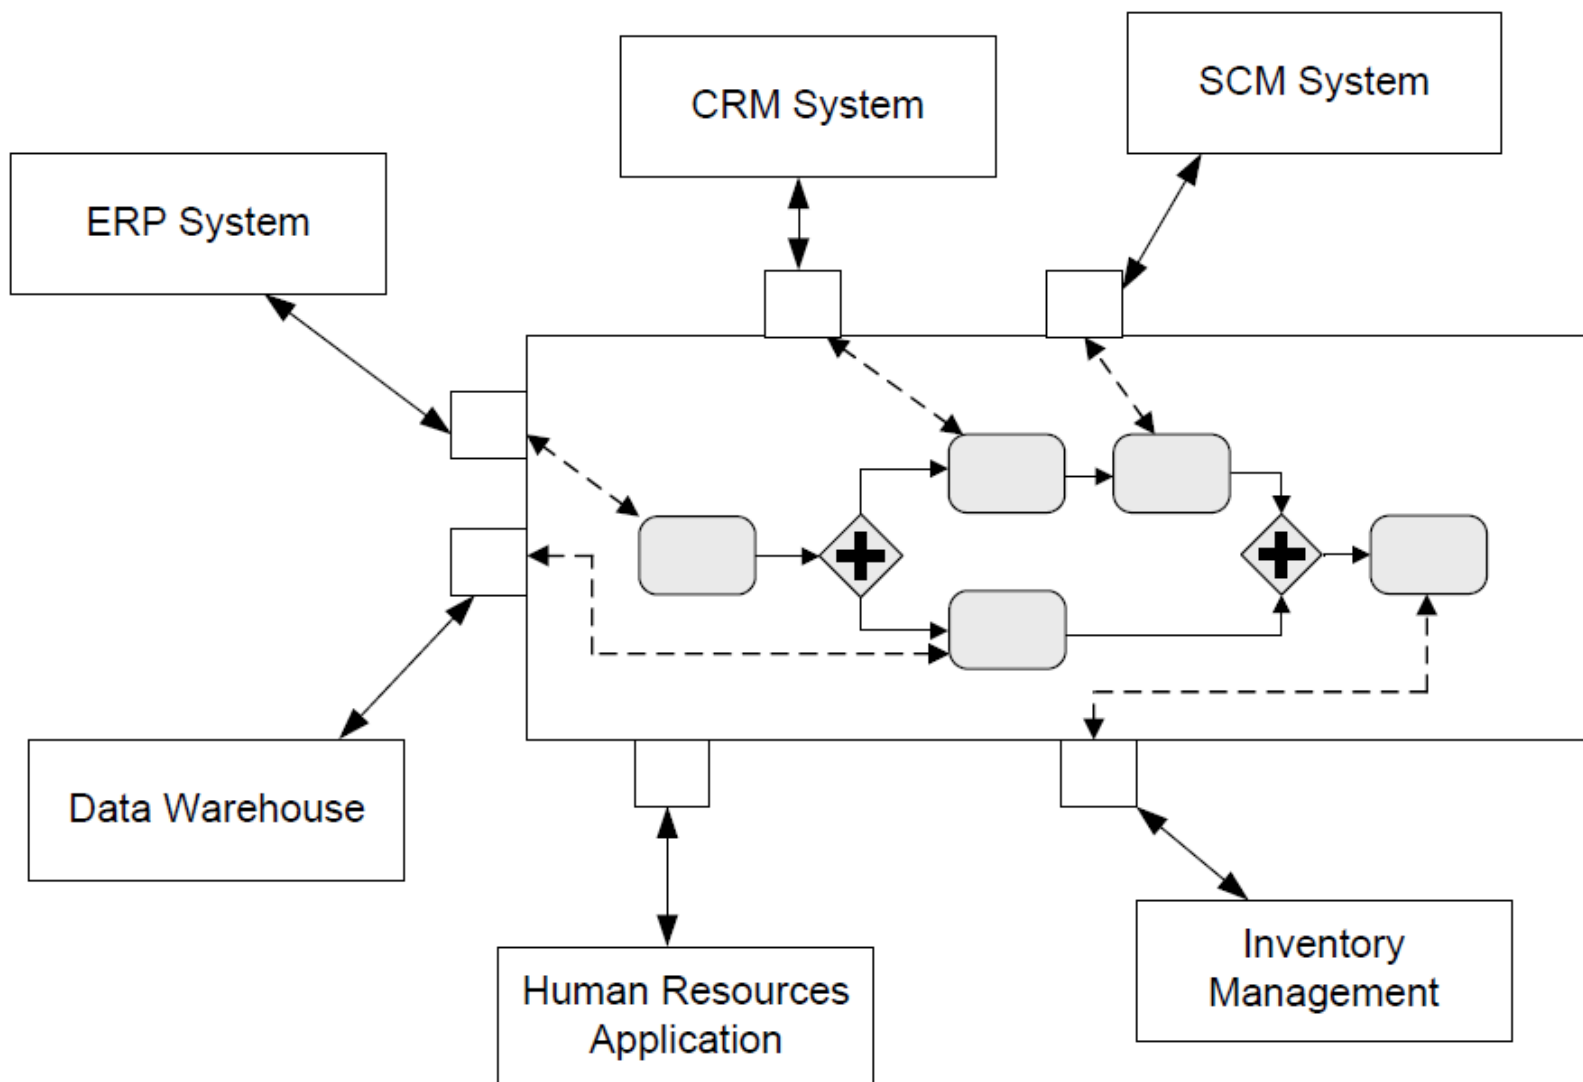 SCM System
CRM System
ERP System
Data Warehouse
Human Resources
Application
Inventory
Management